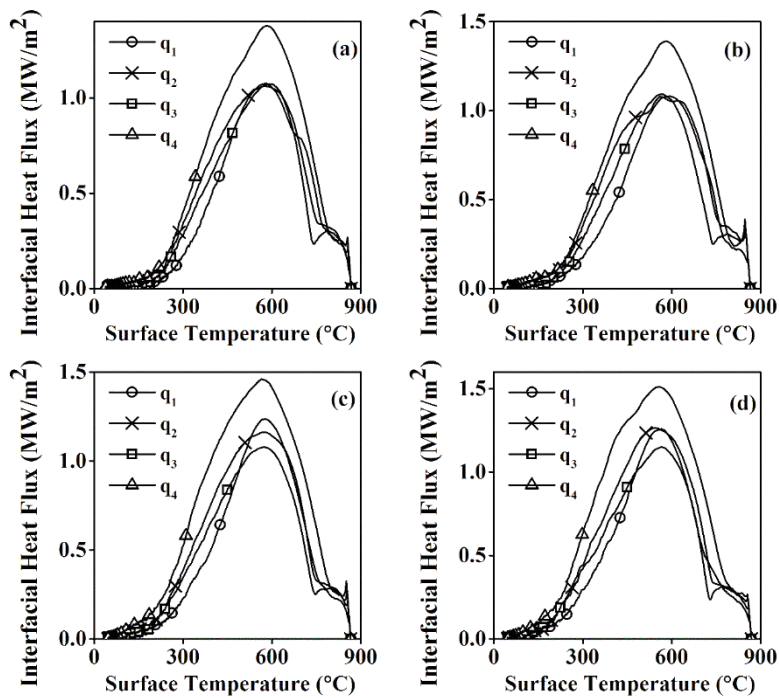 Interfacial Heat Flux (MW/m²)
(a)
q₁
q₂
q₃
q₄
1.0
0.5
0.0
0 300 600 900
Surface Temperature (°C)
Interfacial Heat Flux (MW/m²)
(b)
q₁
q₂
q₃
q₄
1.5
1.0
0.5
0.0
0 300 600 900
Surface Temperature (°C)
Interfacial Heat Flux (MW/m²)
(c)
q₁
q₂
q₃
q₄
1.5
1.0
0.5
0.0
0 300 600 900
Surface Temperature (°C)
Interfacial Heat Flux (MW/m²)
(d)
q₁
q₂
q₃
q₄
1.5
1.0
0.5
0.0
0 300 600 900
Surface Temperature (°C)